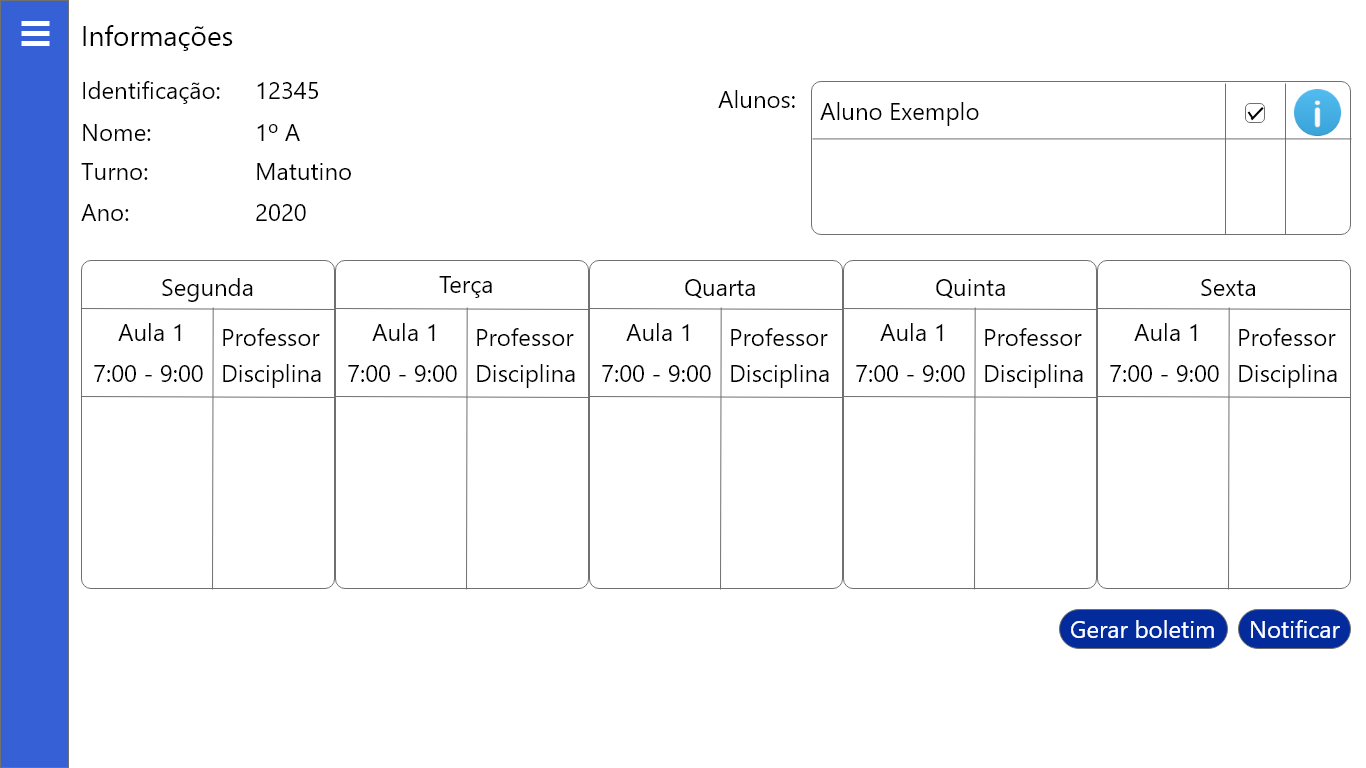 Informações
Identificação: 12345
Nome: 1º A
Turno: Matutino
Ano: 2020
Alunos:
Aluno Exemplo
Segunda
Aula 1
7:00 - 9:00
Professor
Disciplina
Terça
Aula 1
7:00 - 9:00
Professor
Disciplina
Quarta
Aula 1
7:00 - 9:00
Professor
Disciplina
Quinta
Aula 1
7:00 - 9:00
Professor
Disciplina
Sexta
Aula 1
7:00 - 9:00
Professor
Disciplina
Gerar boletim
Notificar